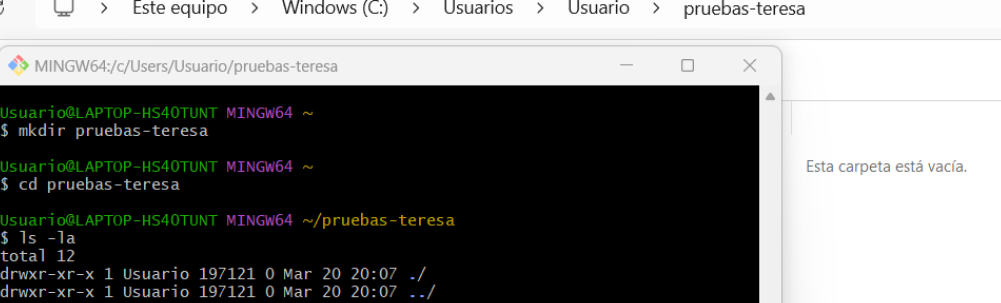 > Este equipo > Windows (C:) > Usuarios > Usuario > pruebas-teresa
MINGW64:/c/Users/Usuario/pruebas-teresa
Usuario@LAPTOP-HS4OTUNT MINGW64 ~
$ mkdir pruebas-teresa
Usuario@LAPTOP-HS4OTUNT MINGW64 ~
$ cd pruebas-teresa
Usuario@LAPTOP-HS4OTUNT MINGW64 ~/pruebas-teresa
$ ls -la
total 12
drwxr-xr-x 1 Usuario 197121 0 Mar 20 20:07 ./
drwxr-xr-x 1 Usuario 197121 0 Mar 20 20:07 ../
Esta carpeta está vacía.